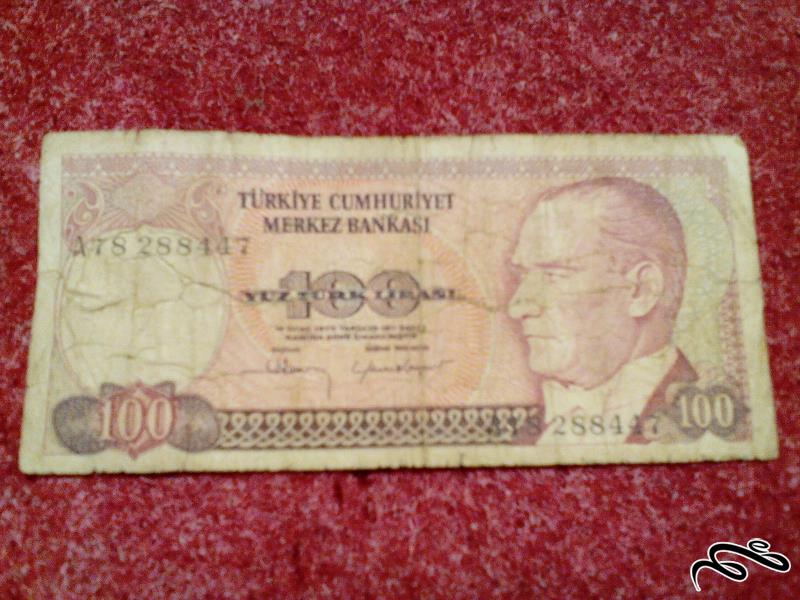 TÜRKİYE CUMHURİYET
MERKEZ BANKASI
A78 288447
100
YÜZ TÜRK LİRASI
100
A78 288447
100